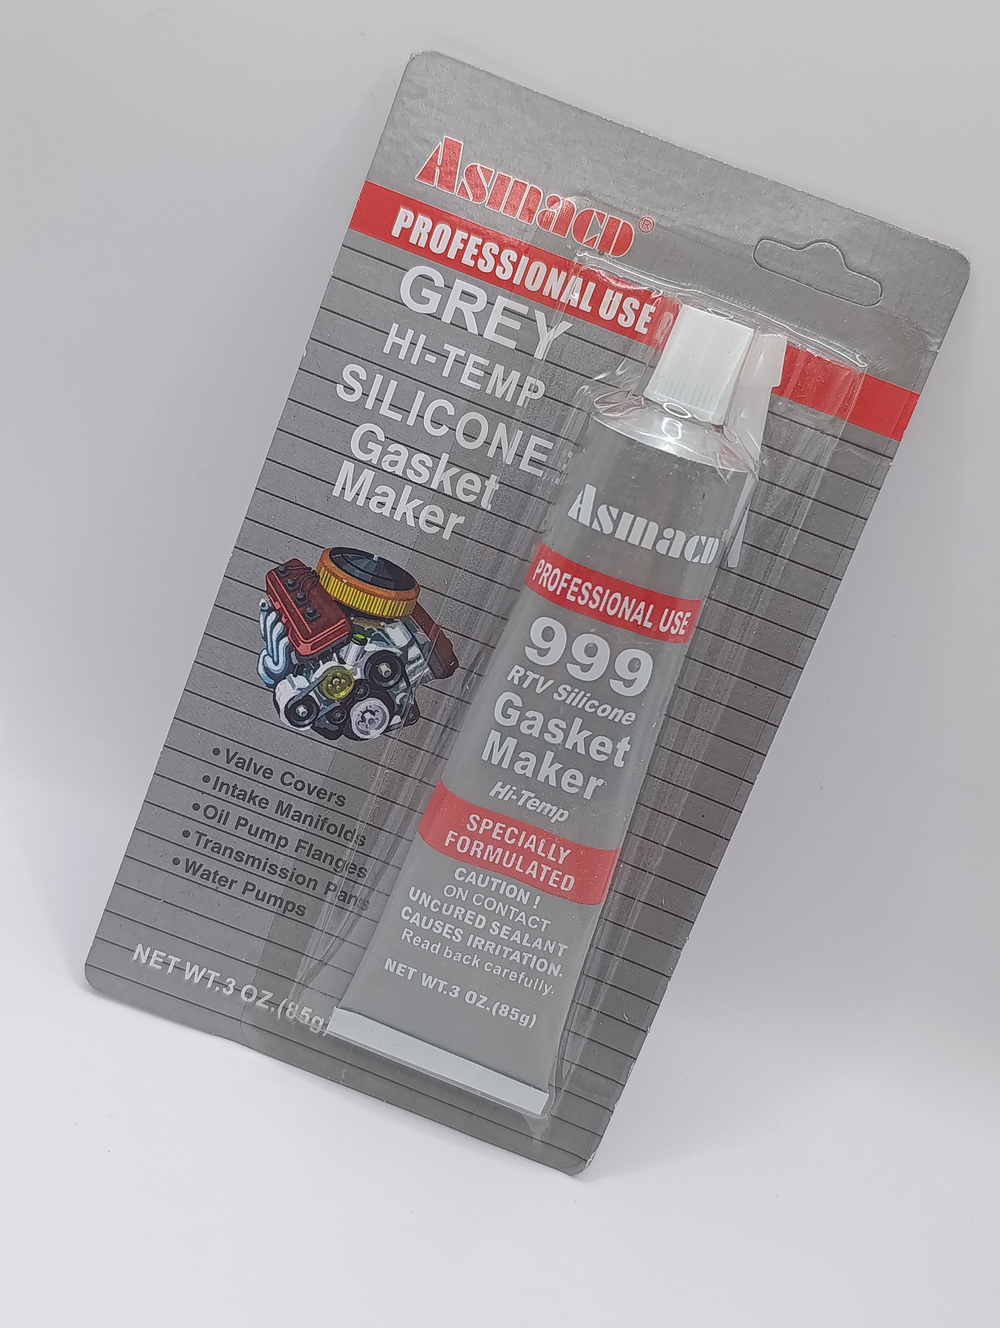 Asmaco®
PROFESSIONAL USE
GREY
HI-TEMP
SILICONE
Gasket
Maker
•Valve Covers
•Intake Manifolds
•Oil Pump Flanges
•Transmission Pans
•Water Pumps
NET WT.3 OZ.(85g)
Asmaco
PROFESSIONAL USE
999
RTV Silicone
Gasket
Maker
Hi-Temp
SPECIALLY
FORMULATED
CAUTION !
ON CONTACT
UNCURED SEALANT
CAUSES IRRITATION.
Read back carefully.
NET WT.3 OZ.(85g)